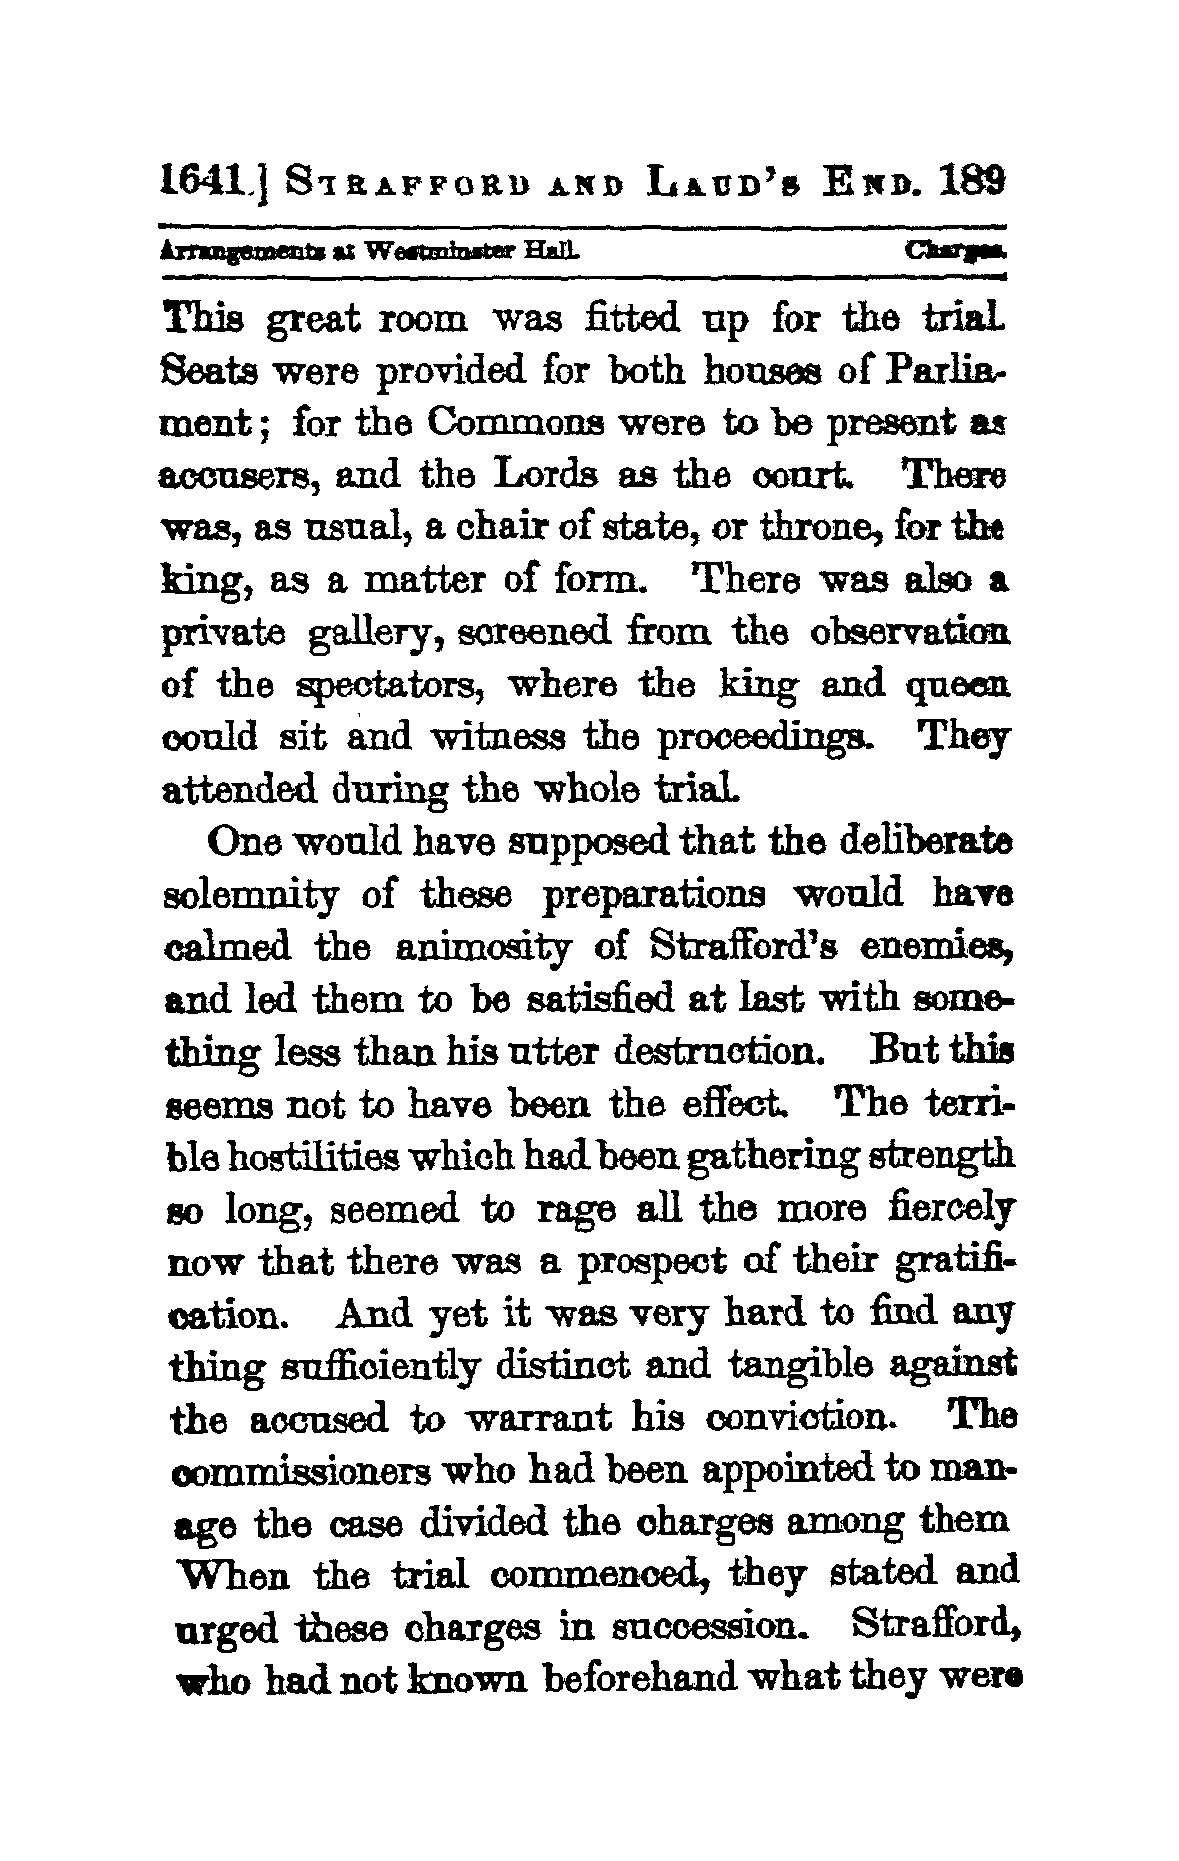 1641.] STRAFFORD AND LAUD'S END. 189
Arrangements at Westminster Hall. Charges.
This great room was fitted up for the trial.
Seats were provided for both houses of Parlia-
ment; for the Commons were to be present as
accusers, and the Lords as the court. There
was, as usual, a chair of state, or throne, for the
king, as a matter of form. There was also a
private gallery, screened from the observation
of the spectators, where the king and queen
could sit and witness the proceedings. They
attended during the whole trial.
One would have supposed that the deliberate
solemnity of these preparations would have
calmed the animosity of Strafford's enemies,
and led them to be satisfied at last with some-
thing less than his utter destruction. But this
seems not to have been the effect. The terri-
ble hostilities which had been gathering strength
so long, seemed to rage all the more fiercely
now that there was a prospect of their gratifi-
cation. And yet it was very hard to find any
thing sufficiently distinct and tangible against
the accused to warrant his conviction. The
commissioners who had been appointed to man-
age the case divided the charges among them
When the trial commenced, they stated and
urged these charges in succession. Strafford,
who had not known beforehand what they were